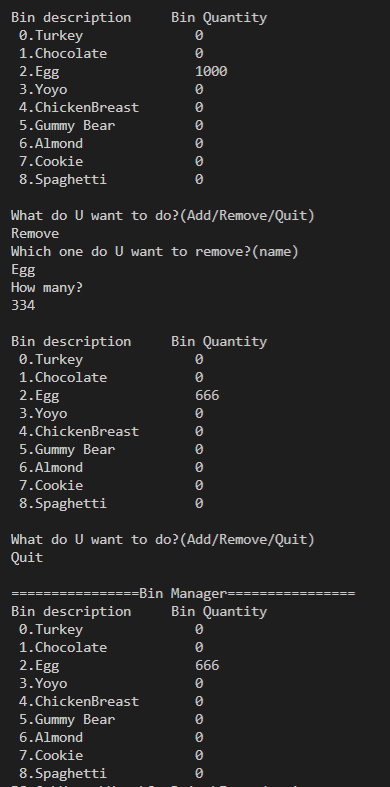 Bin description     Bin Quantity
 0.Turkey              0
 1.Chocolate           0
 2.Egg                 1000
 3.Yoyo                0
 4.ChickenBreast       0
 5.Gummy Bear          0
 6.Almond              0
 7.Cookie              0
 8.Spaghetti           0
What do U want to do?(Add/Remove/Quit)
Remove
Which one do U want to remove?(name)
Egg
How many?
334
Bin description     Bin Quantity
 0.Turkey              0
 1.Chocolate           0
 2.Egg                 666
 3.Yoyo                0
 4.ChickenBreast       0
 5.Gummy Bear          0
 6.Almond              0
 7.Cookie              0
 8.Spaghetti           0
What do U want to do?(Add/Remove/Quit)
Quit
================Bin Manager================
Bin description     Bin Quantity
 0.Turkey              0
 1.Chocolate           0
 2.Egg                 666
 3.Yoyo                0
 4.ChickenBreast       0
 5.Gummy Bear          0
 6.Almond              0
 7.Cookie              0
 8.Spaghetti           0